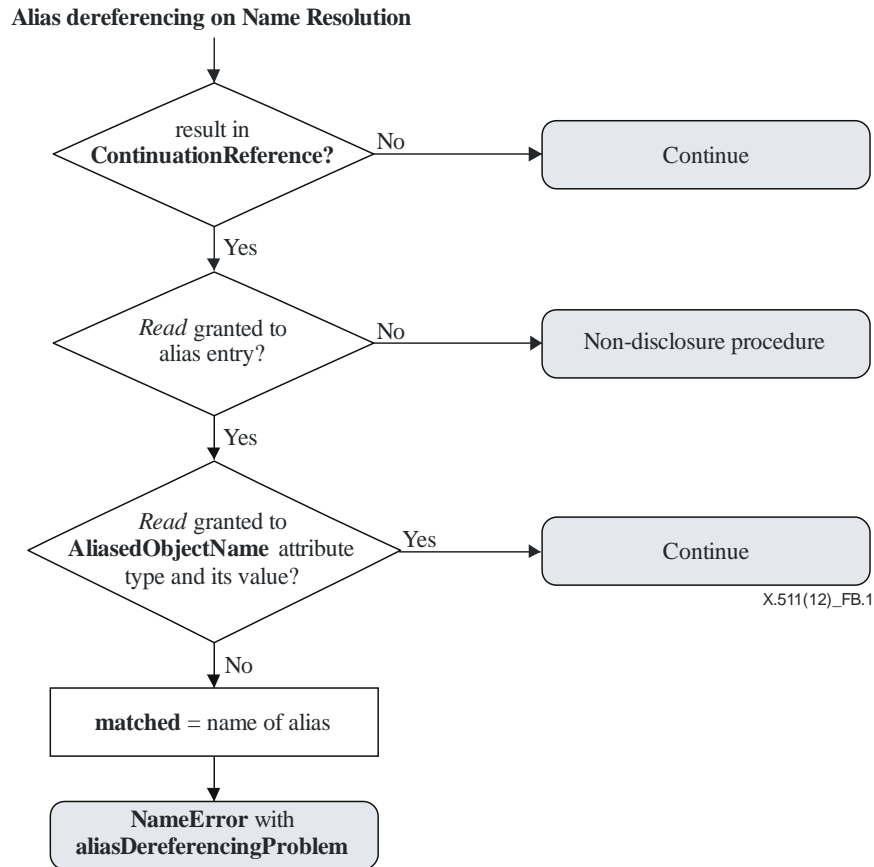 Alias dereferencing on Name Resolution
result in
ContinuationReference?
No
Continue
Yes
Read granted to
alias entry?
No
Non-disclosure procedure
Yes
Read granted to
AliasedObjectName attribute
type and its value?
Yes
Continue
X.511(12)_FB.1
No
matched = name of alias
NameError with
aliasDereferencingProblem